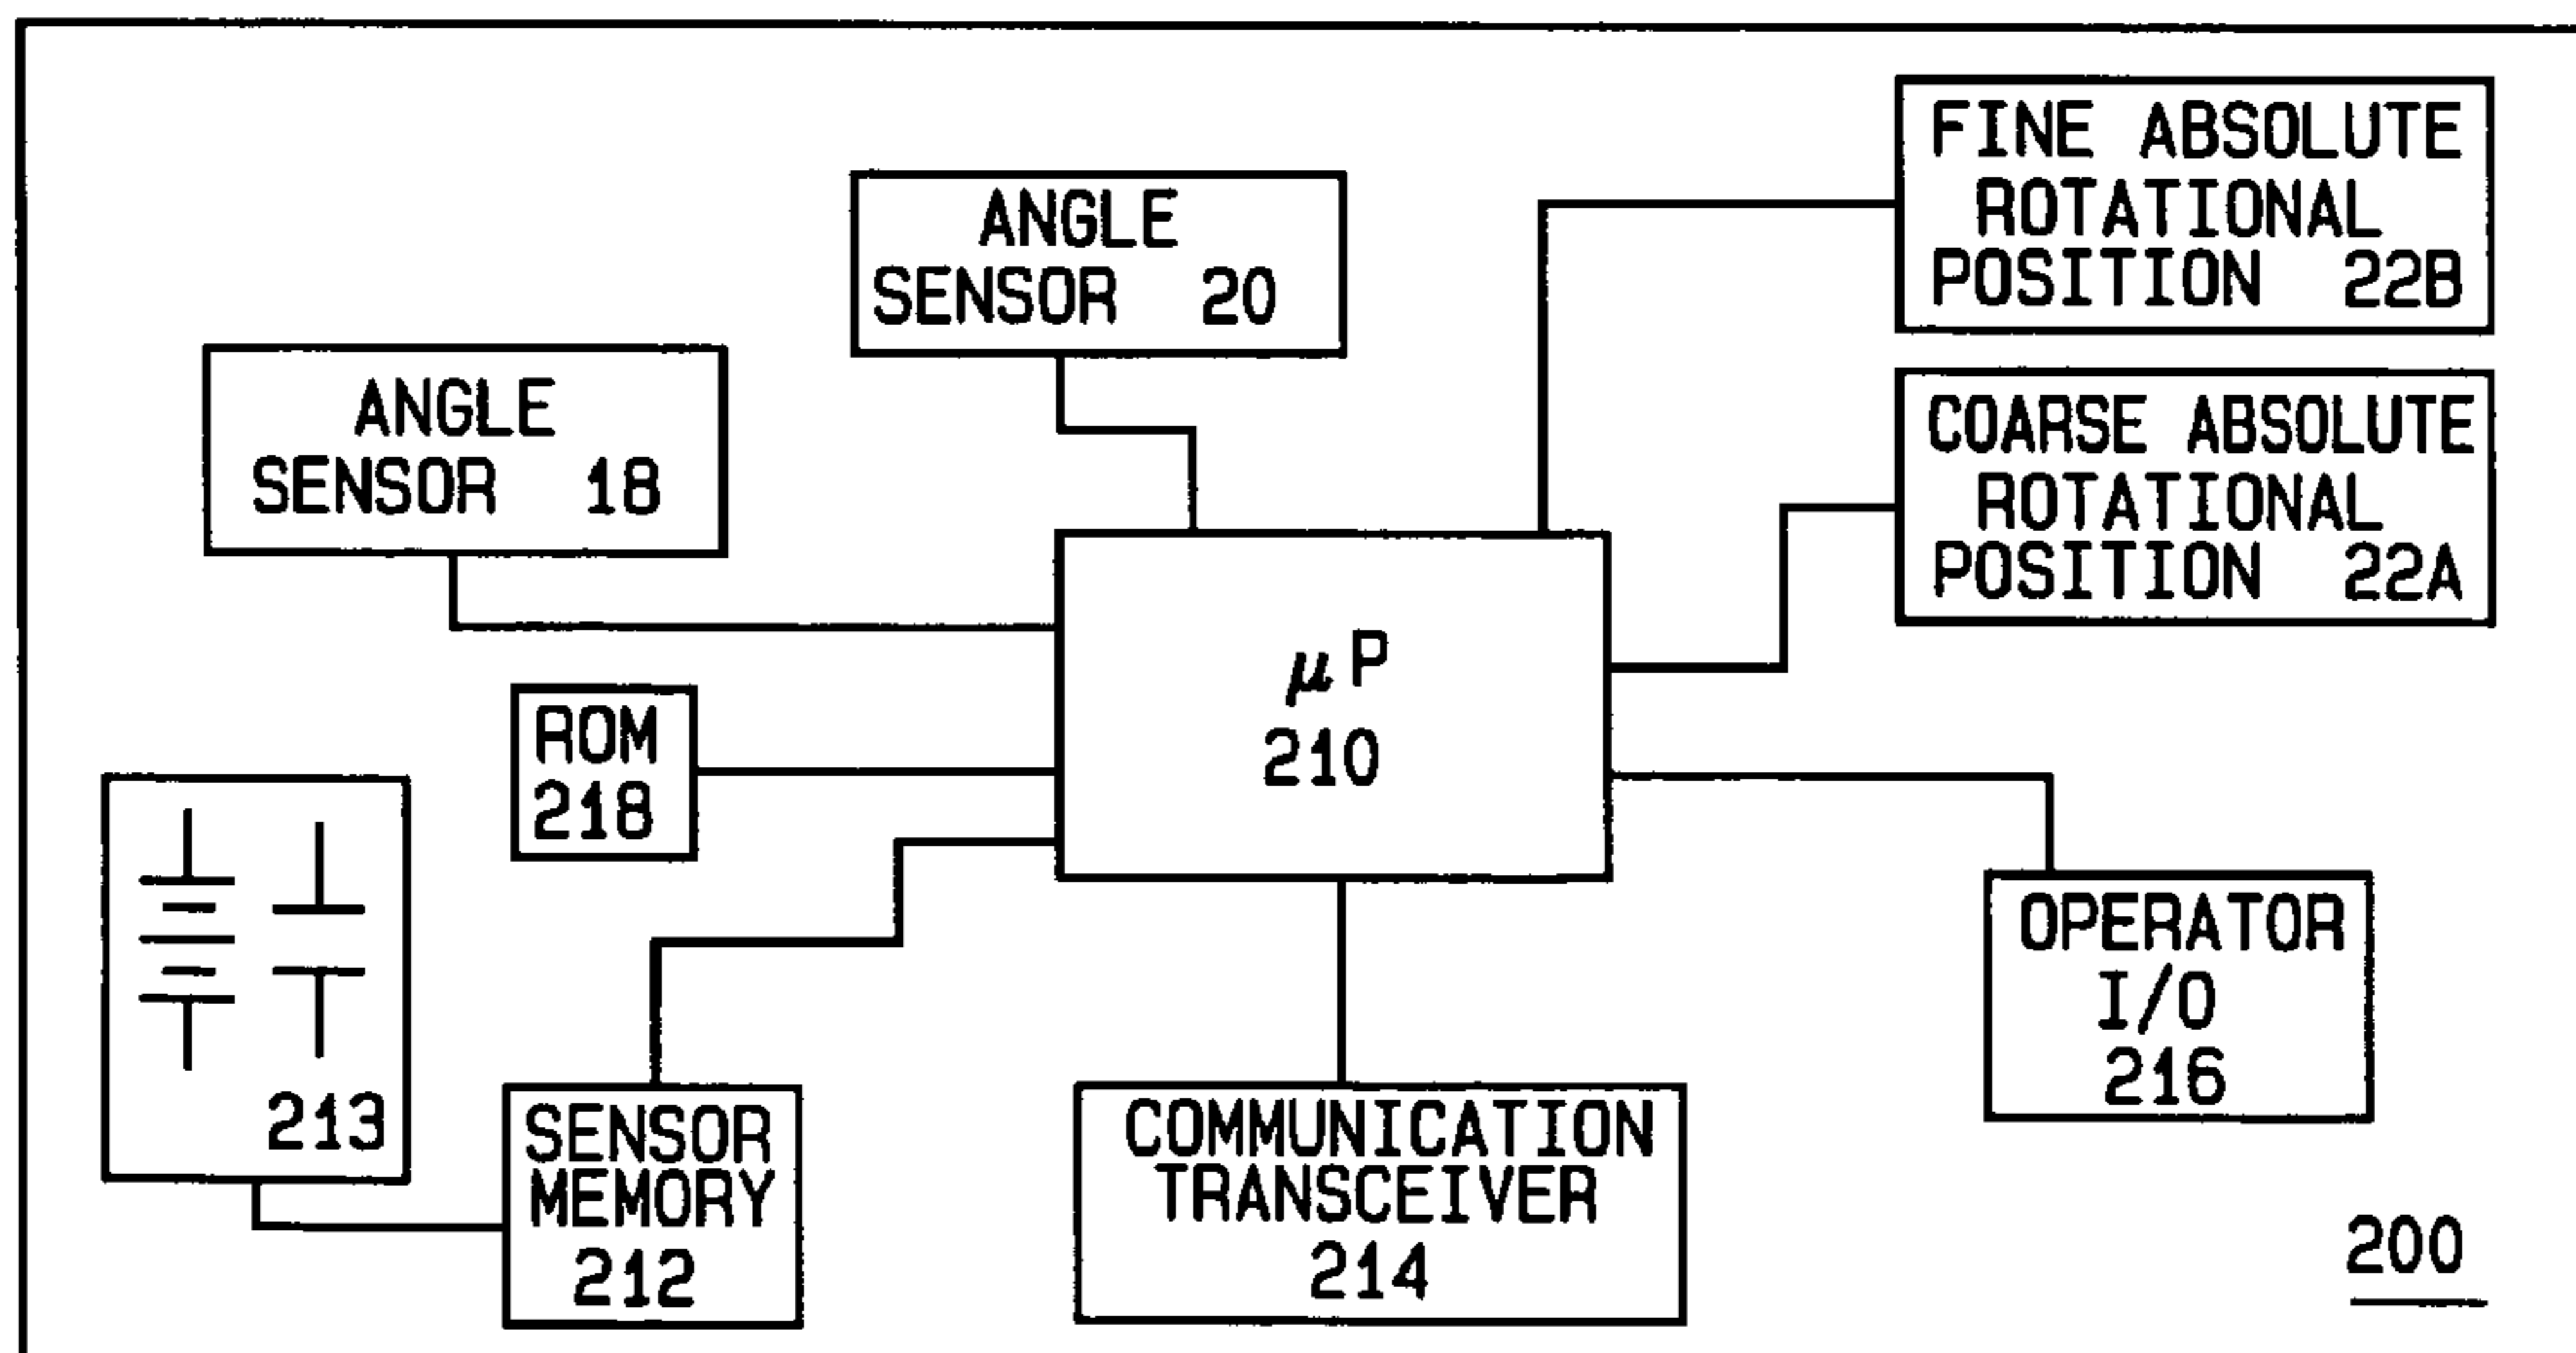 FINE ABSOLUTE
ROTATIONAL
POSITION 22B
ANGLE
SENSOR 20
ANGLE
SENSOR 18
COARSE ABSOLUTE
ROTATIONAL
POSITION 22A
μP
210
ROM
218
213
OPERATOR
I/O
216
SENSOR
MEMORY
212
COMMUNICATION
TRANSCEIVER
214
200